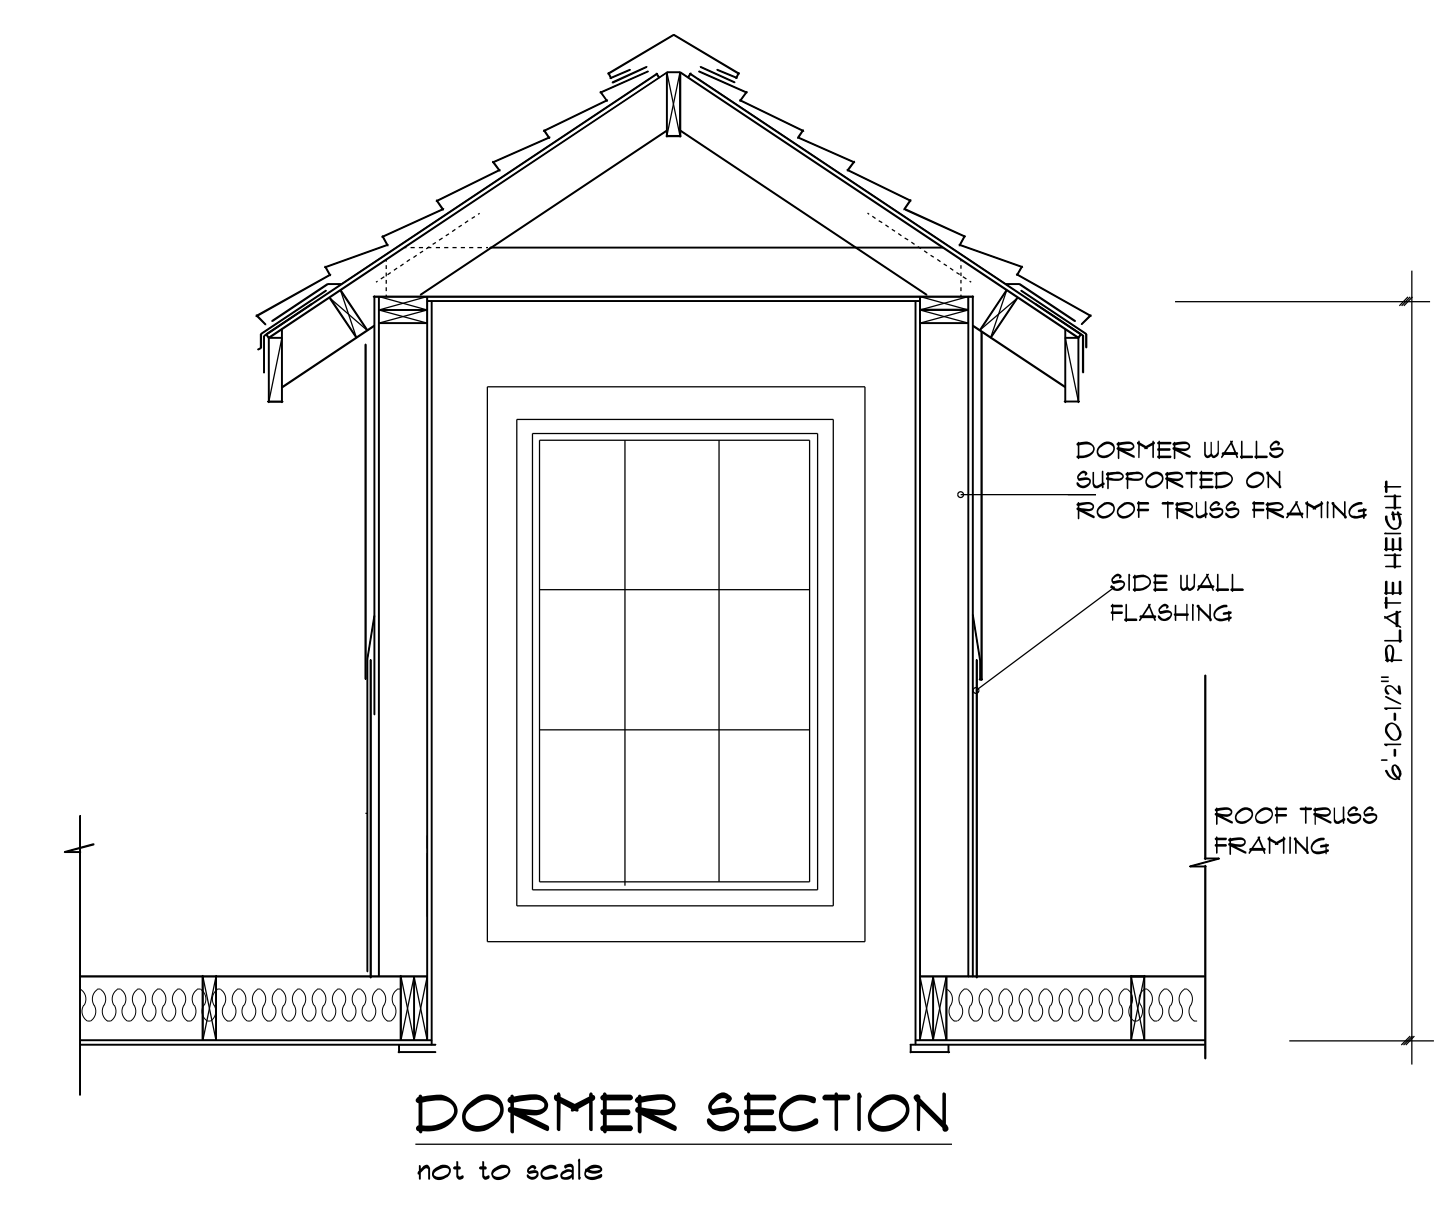 DORMER WALLS
SUPPORTED ON
ROOF TRUSS FRAMING
SIDE WALL
FLASHING
6'-10-1/2" PLATE HEIGHT
ROOF TRUSS
FRAMING
DORMER SECTION
not to scale